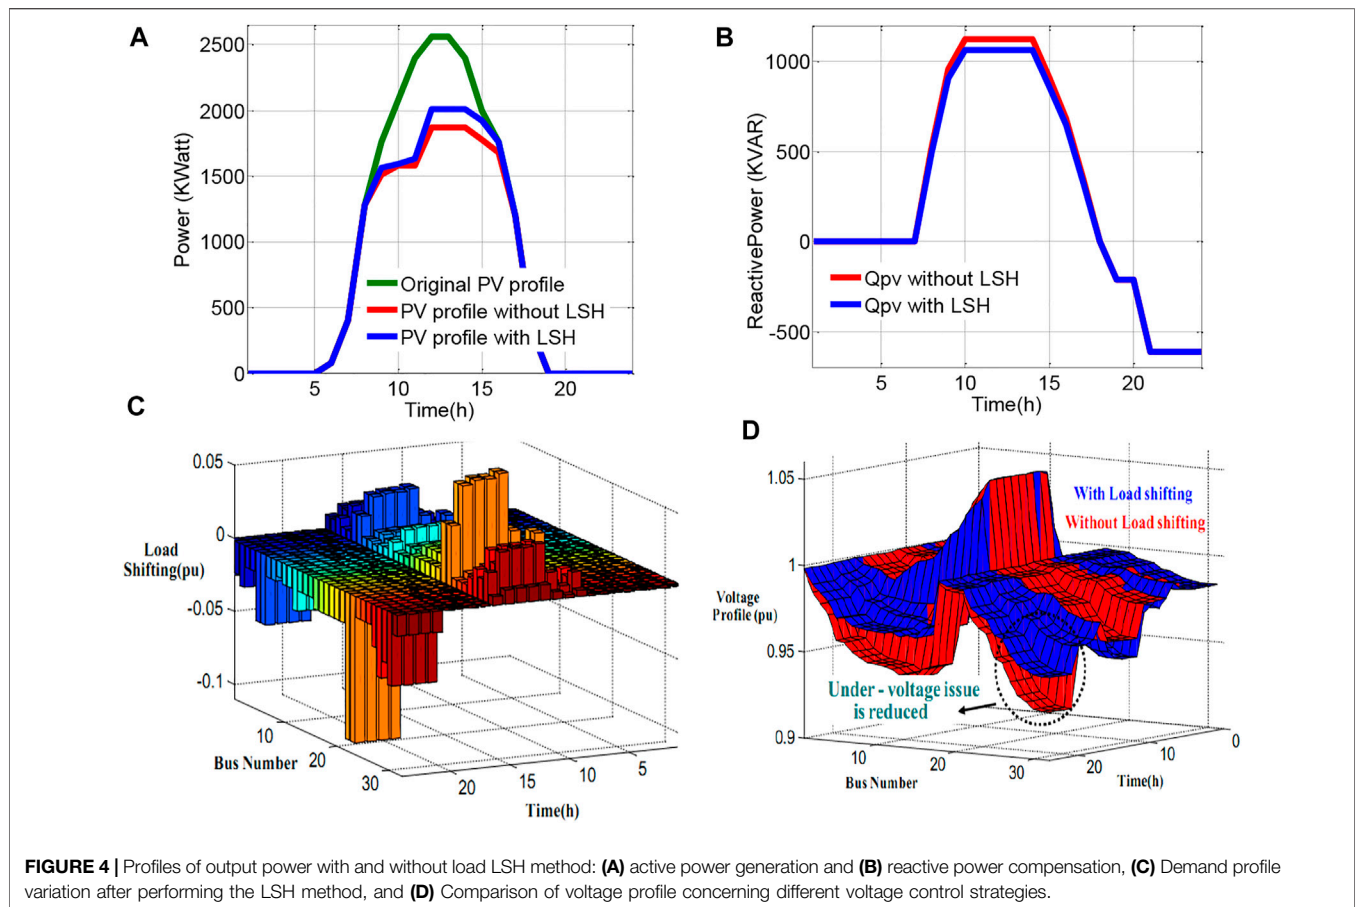 A
2500
2000
1500
1000
500
0
Power (KWatt)
Original PV profile
PV profile without LSH
PV profile with LSH
5
10
15
20
Time(h)
B
1000
500
0
-500
ReactivePower (KVAR)
Qpv without LSH
Qpv with LSH
5
10
15
20
Time(h)
C
0.05
0
-0.05
-0.1
Load
Shifting(pu)
10
20
30
Bus Number
20
15
10
5
Time(h)
D
1.05
1
0.95
0.9
Voltage
Profile (pu)
With Load shifting
Without Load shifting
Under - voltage issue
is reduced
10
20
30
Bus Number
20
10
0
Time(h)
FIGURE 4 | Profiles of output power with and without load LSH method: (A) active power generation and (B) reactive power compensation, (C) Demand profile
variation after performing the LSH method, and (D) Comparison of voltage profile concerning different voltage control strategies.